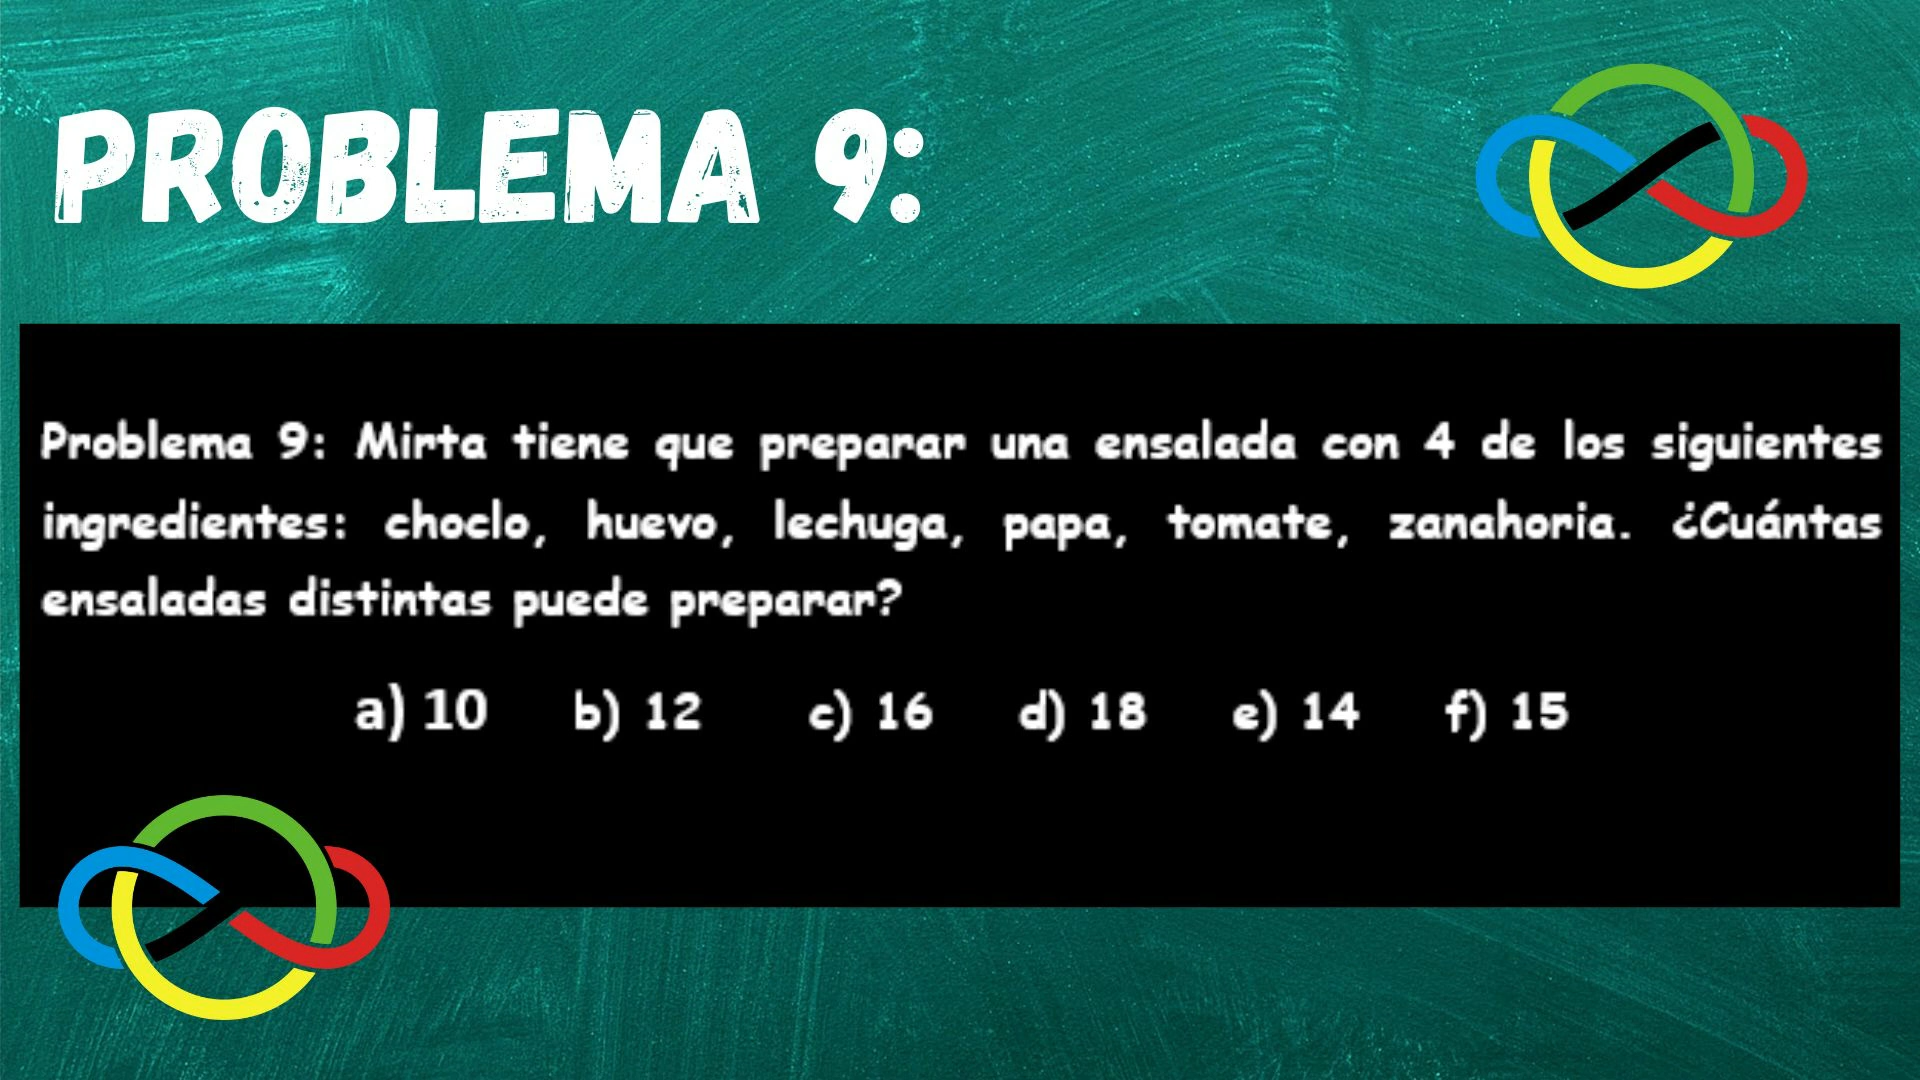 PROBLEMA 9:
Problema 9: Mirta tiene que preparar una ensalada con 4 de los siguientes
ingredientes: choclo, huevo, lechuga, papa, tomate, zanahoria. ¿Cuántas
ensaladas distintas puede preparar?
a) 10 b) 12 c) 16 d) 18 e) 14 f) 15